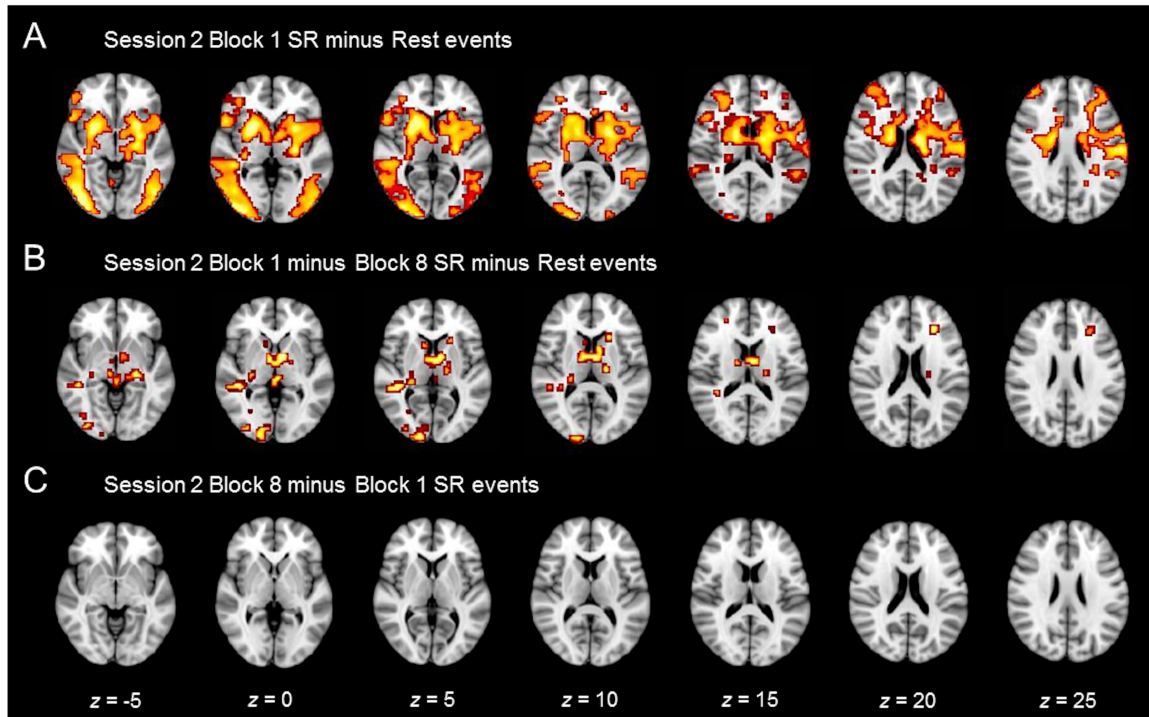 A Session 2 Block 1 SR minus Rest events
B Session 2 Block 1 minus Block 8 SR minus Rest events
C Session 2 Block 8 minus Block 1 SR events
z = -5 z = 0 z = 5 z = 10 z = 15 z = 20 z = 25